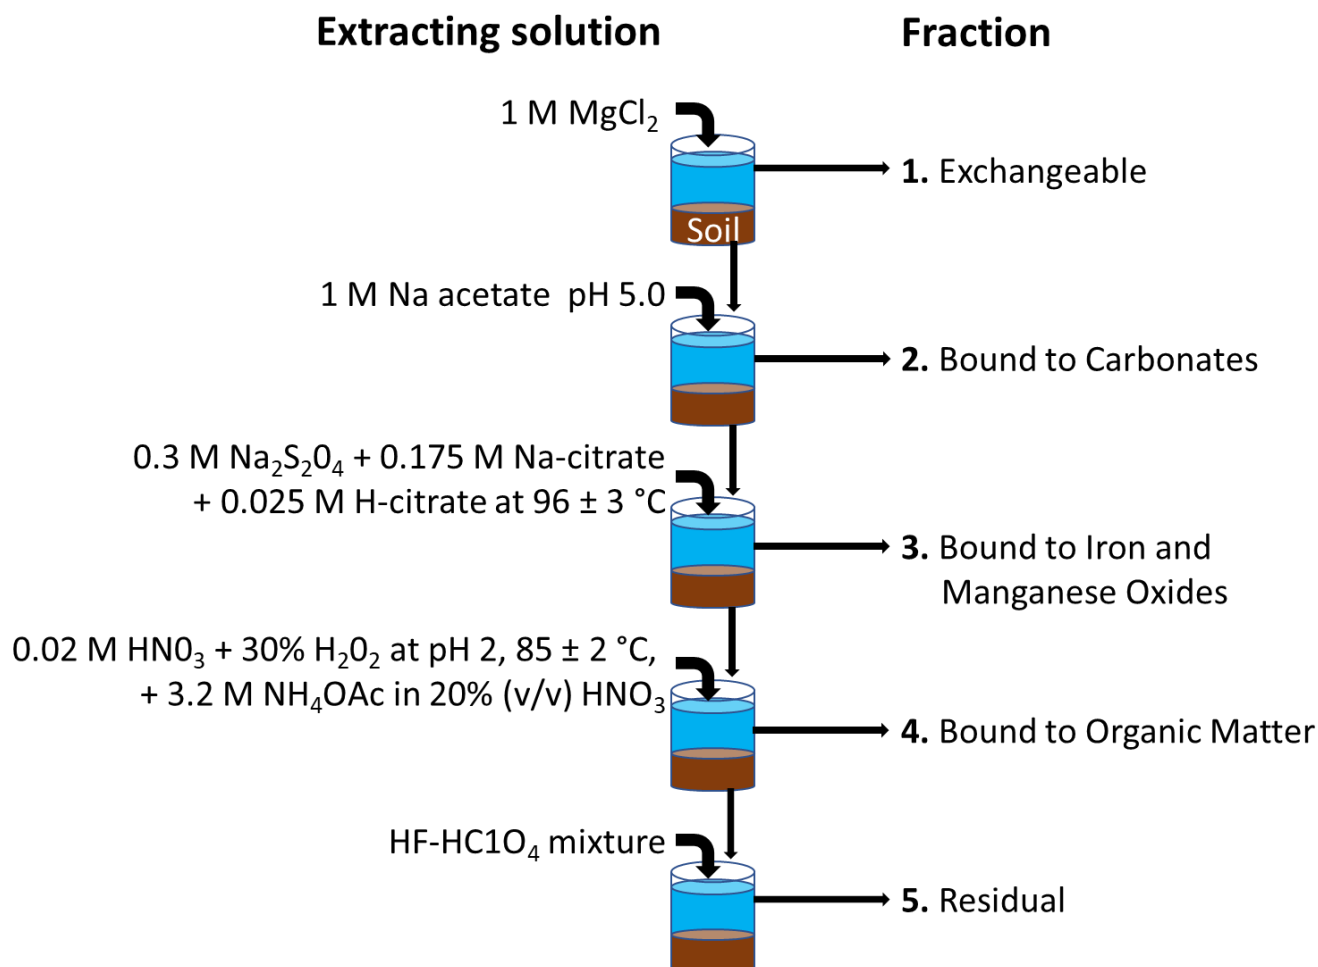 Extracting solution
Fraction
1 M MgCl₂
1. Exchangeable
Soil
1 M Na acetate  pH 5.0
2. Bound to Carbonates
0.3 M Na₂S₂0₄ + 0.175 M Na-citrate
+ 0.025 M H-citrate at 96 ± 3 °C
3. Bound to Iron and
Manganese Oxides
0.02 M HN0₃ + 30% H₂0₂ at pH 2, 85 ± 2 °C,
+ 3.2 M NH₄OAc in 20% (v/v) HNO₃
4. Bound to Organic Matter
HF-HC1O₄ mixture
5. Residual